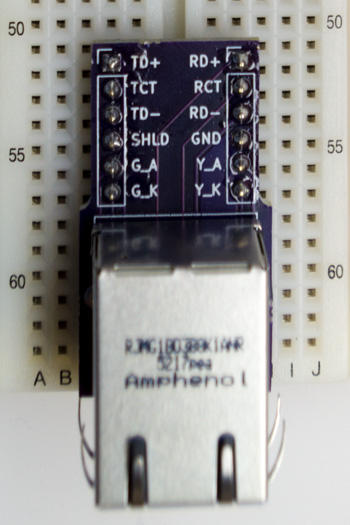 50 50
TD+ RD+
TCT RCT
TD- RD-
SHLD GND
55 55
G_A Y_A
G_K Y_K
60 60
Amphenol
A B I J